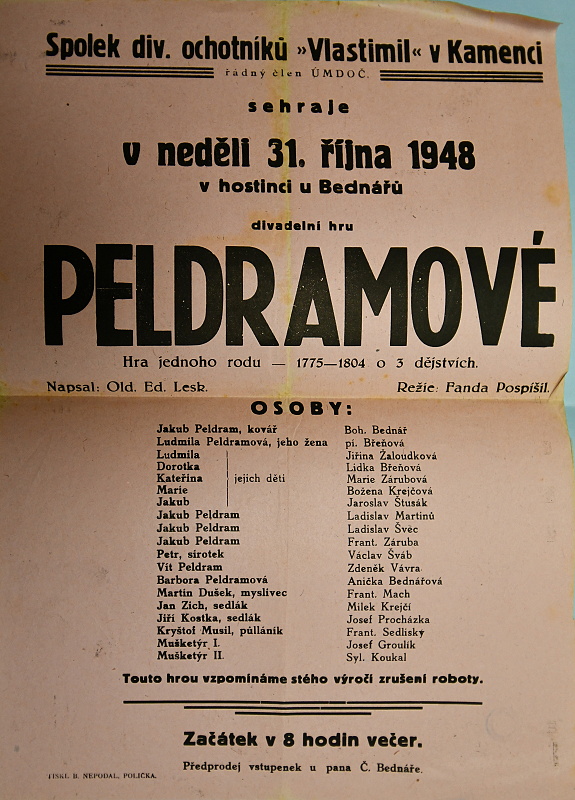 Spolek div. ochotníků »Vlastimil« v Kamenci
řádný člen ÚMDOČ.
sehraje
v neděli 31. října 1948
v hostinci u Bednářů
divadelní hru
PELDRAMOVÉ
Hra jednoho rodu — 1775—1804 o 3 dějstvích.
Napsal: Old. Ed. Lesk. Režie: Fanda Pospíšil.
OSOBY:
Jakub Peldram, kovář Boh. Bednář
Ludmila Peldramová, jeho žena pí. Břeňová
Ludmila Jiřina Žaloudková
Dorotka Lidka Břeňová
Kateřina jejich děti Marie Zárubová
Marie Božena Krejčová
Jakub Jaroslav Štusák
Jakub Peldram Ladislav Martinů
Jakub Peldram Ladislav Švéc
Jakub Peldram Frant. Záruba
Petr, sirotek Václav Šváb
Vít Peldram Zdeněk Vávra
Barbora Peldramová Anička Bednářová
Martin Dušek, myslivec Frant. Mach
Jan Zich, sedlák Milek Krejčí
Jiří Kostka, sedlák Josef Procházka
Kryštof Musil, půlláník Frant. Sedlisky
Mušketýr I. Josef Groulík
Mušketýr II. Syl. Koukal
Touto hrou vzpomínáme stého výročí zrušení roboty.
Začátek v 8 hodin večer.
Předprodej vstupenek u pana Č. Bednáře.
TISKL B. NEPODAL, POLIČKA.